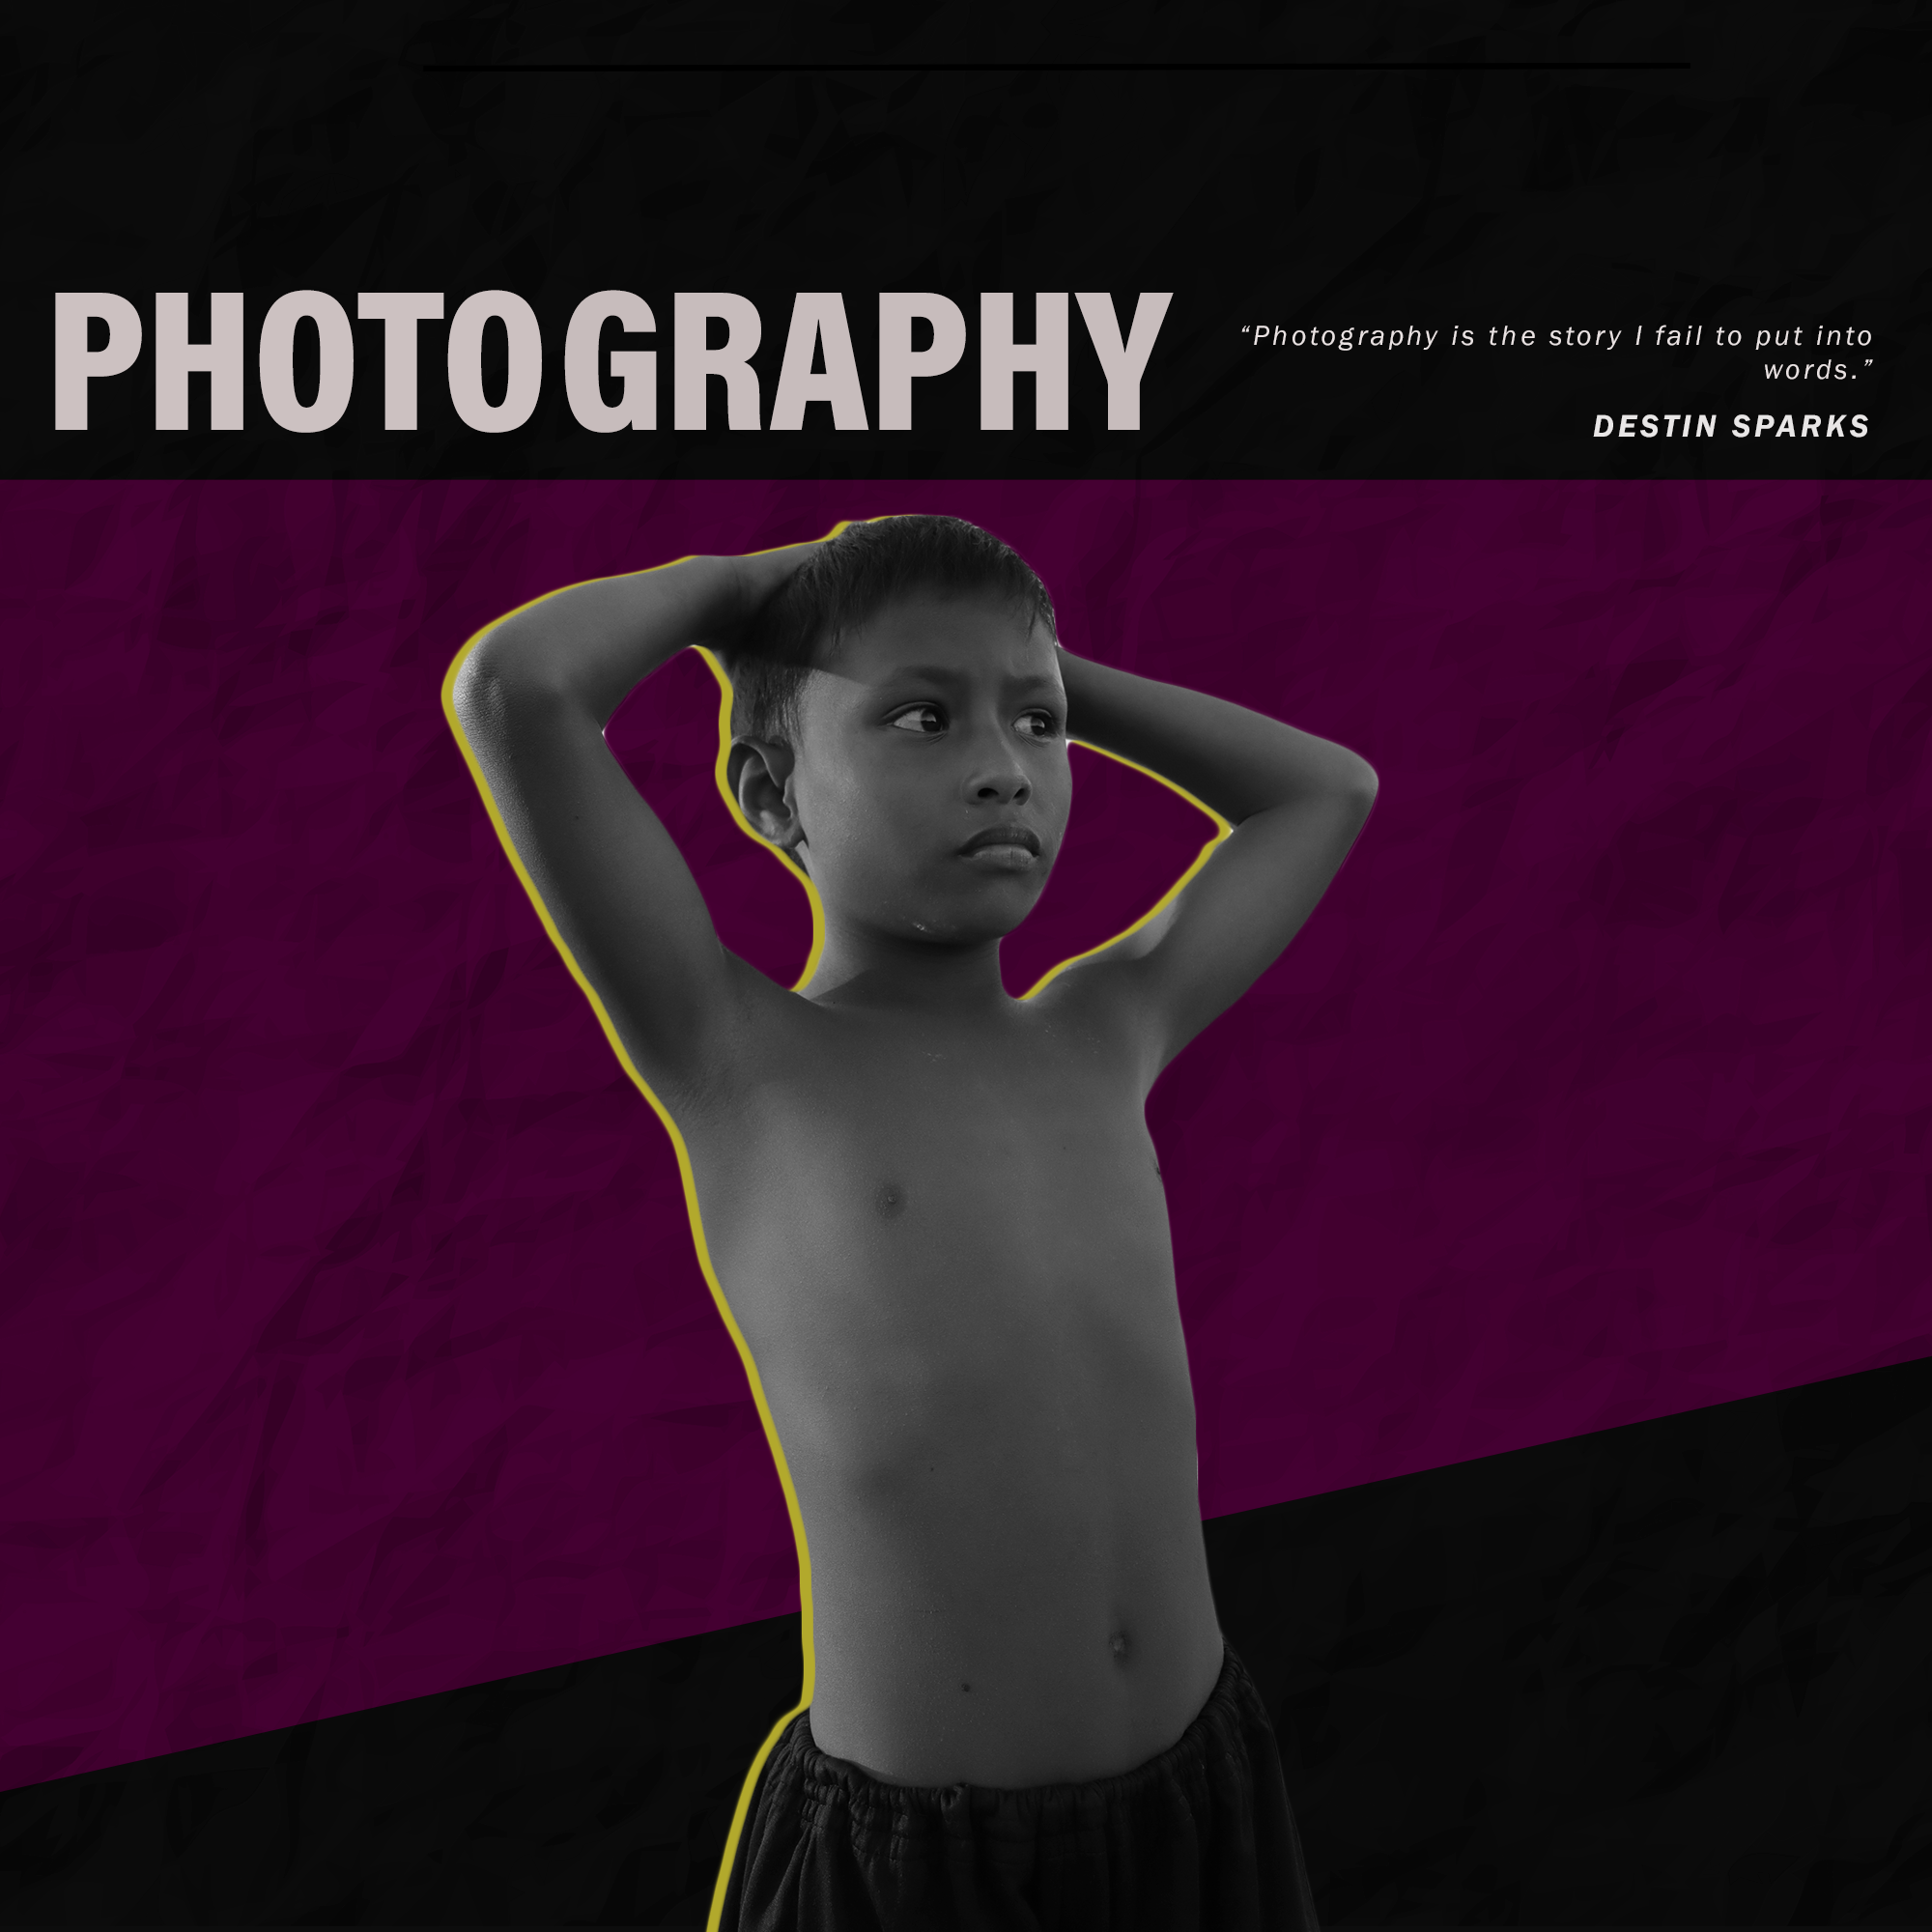 PHOTOGRAPHY
“Photography is the story I fail to put into
words.”
DESTIN SPARKS